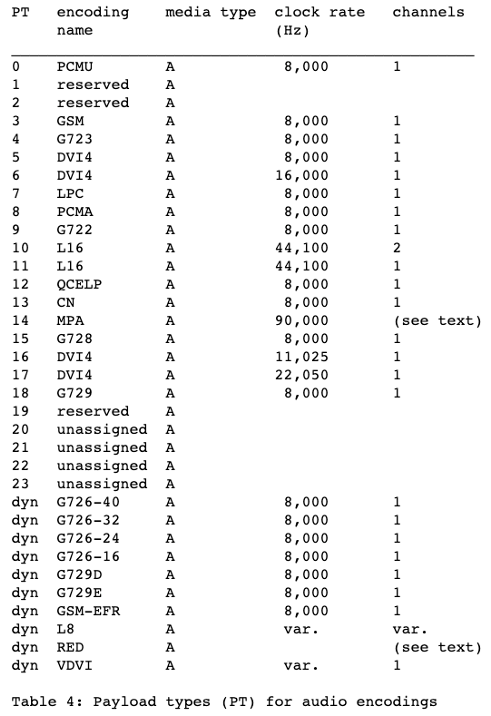 PT   encoding    media type  clock rate   channels
     name                    (Hz)
0    PCMU        A            8,000       1
1    reserved    A
2    reserved    A
3    GSM         A            8,000       1
4    G723        A            8,000       1
5    DVI4        A            8,000       1
6    DVI4        A           16,000       1
7    LPC         A            8,000       1
8    PCMA        A            8,000       1
9    G722        A            8,000       1
10   L16         A           44,100       2
11   L16         A           44,100       1
12   QCELP       A            8,000       1
13   CN          A            8,000       1
14   MPA         A           90,000       (see text)
15   G728        A            8,000       1
16   DVI4        A           11,025       1
17   DVI4        A           22,050       1
18   G729        A            8,000       1
19   reserved    A
20   unassigned  A
21   unassigned  A
22   unassigned  A
23   unassigned  A
dyn  G726-40     A            8,000       1
dyn  G726-32     A            8,000       1
dyn  G726-24     A            8,000       1
dyn  G726-16     A            8,000       1
dyn  G729D       A            8,000       1
dyn  G729E       A            8,000       1
dyn  GSM-EFR     A            8,000       1
dyn  L8          A            var.        var.
dyn  RED         A                        (see text)
dyn  VDVI        A            var.        1
Table 4: Payload types (PT) for audio encodings